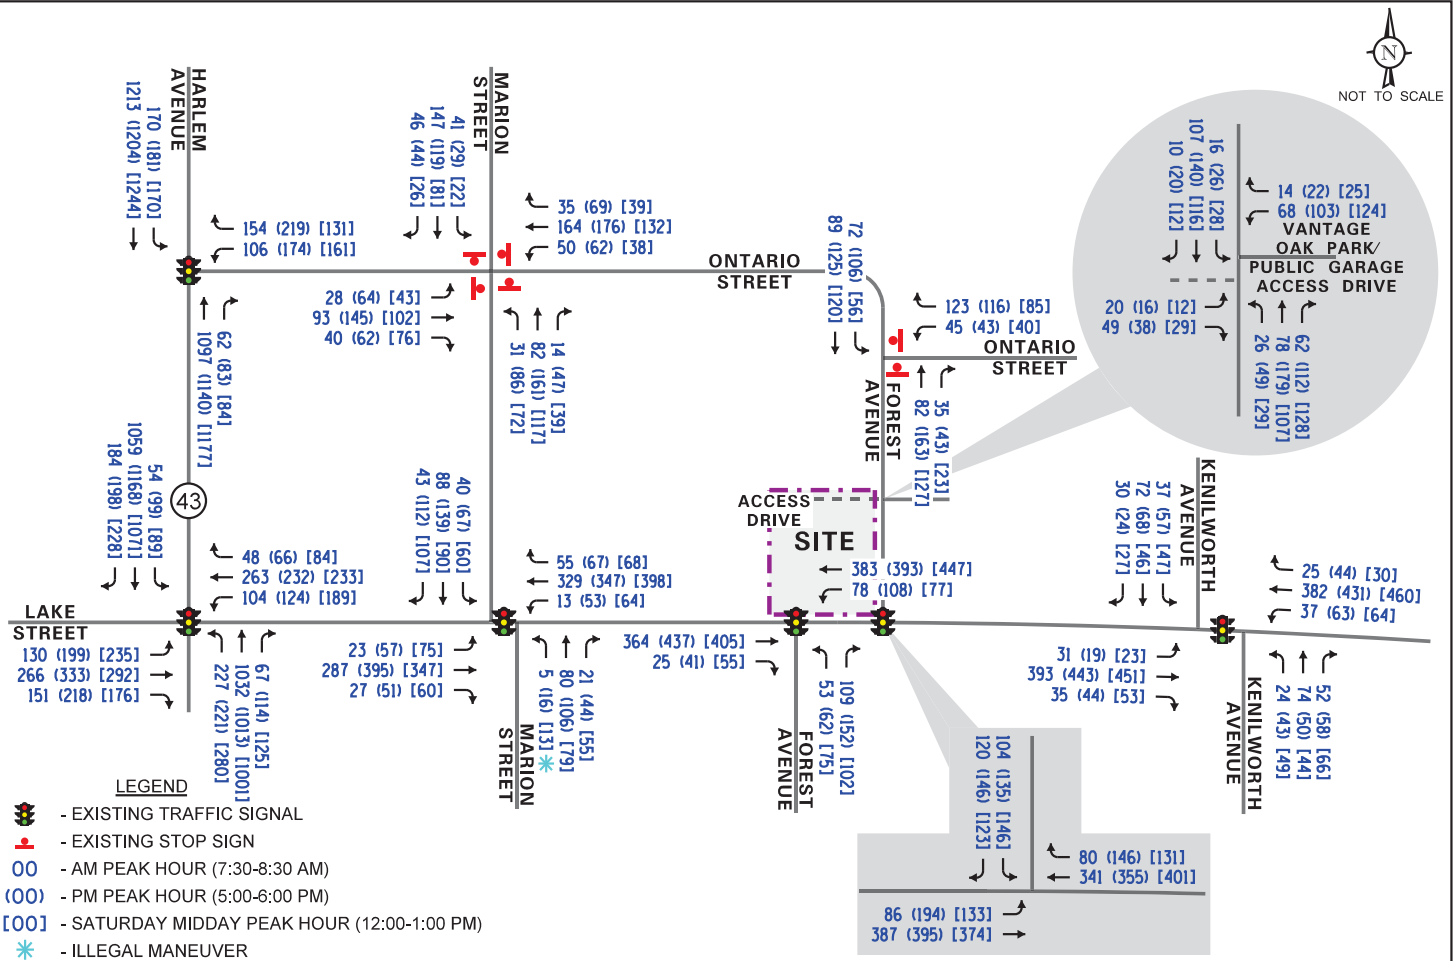 N
NOT TO SCALE
HARLEM
AVENUE
170 (181) [170]
1213 (1204) [1244]
154 (219) [131]
106 (174) [161]
62 (83) [84]
1097 (1140) [1177]
MARION
STREET
41 (29) [22]
147 (119) [81]
46 (44) [26]
35 (69) [39]
164 (176) [132]
50 (62) [38]
28 (64) [43]
93 (145) [102]
40 (62) [76]
14 (47) [39]
82 (161) [117]
31 (86) [72]
ONTARIO
STREET
72 (106) [56]
89 (125) [120]
123 (116) [85]
45 (43) [40]
ONTARIO
STREET
35 (43) [23]
82 (163) [127]
FOREST
AVENUE
16 (26) [28]
107 (140) [116]
10 (20) [12]
14 (22) [25]
68 (103) [124]
VANTAGE
OAK PARK/
PUBLIC GARAGE
ACCESS DRIVE
20 (16) [12]
49 (38) [29]
62 (112) [128]
78 (179) [107]
26 (49) [29]
43
54 (99) [89]
1059 (1168) [1071]
184 (198) [228]
48 (66) [84]
263 (232) [233]
104 (124) [189]
LAKE
STREET
130 (199) [235]
266 (333) [292]
151 (218) [176]
67 (114) [125]
1032 (1013) [1001]
227 (221) [280]
40 (67) [60]
88 (139) [90]
43 (112) [107]
55 (67) [68]
329 (347) [398]
13 (53) [64]
23 (57) [75]
287 (395) [347]
27 (51) [60]
21 (44) [55]
80 (106) [79]
5 (16) [13]
MARION
STREET
ACCESS
DRIVE
SITE
383 (393) [447]
78 (108) [77]
364 (437) [405]
25 (41) [55]
109 (152) [102]
53 (62) [75]
FOREST
AVENUE
KENILWORTH
AVENUE
37 (57) [47]
72 (68) [46]
30 (24) [27]
25 (44) [30]
382 (431) [460]
37 (63) [64]
31 (19) [23]
393 (443) [451]
35 (44) [53]
52 (58) [66]
74 (50) [44]
24 (43) [49]
KENILWORTH
AVENUE
104 (135) [146]
120 (146) [123]
80 (146) [131]
341 (355) [401]
86 (194) [133]
387 (395) [374]
LEGEND
- EXISTING TRAFFIC SIGNAL
- EXISTING STOP SIGN
00 - AM PEAK HOUR (7:30-8:30 AM)
(00) - PM PEAK HOUR (5:00-6:00 PM)
[00] - SATURDAY MIDDAY PEAK HOUR (12:00-1:00 PM)
- ILLEGAL MANEUVER